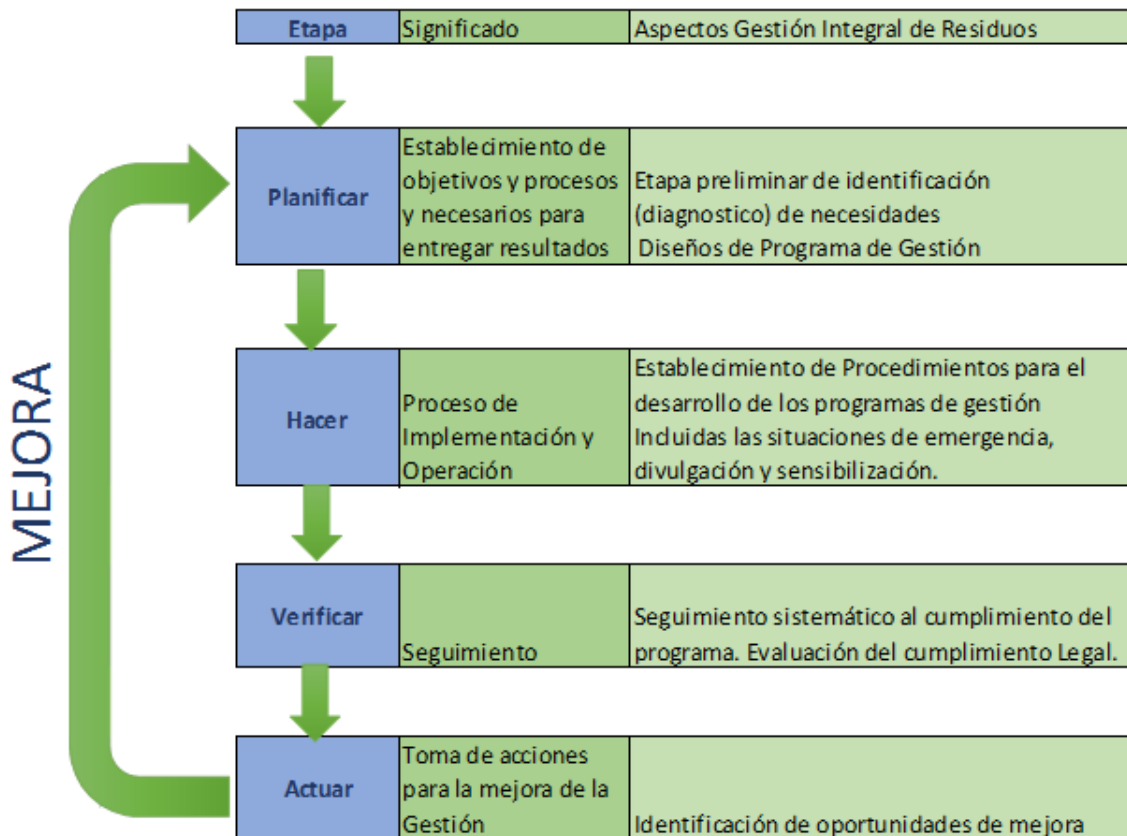 Etapa
Significado
Aspectos Gestión Integral de Residuos
Planificar
Establecimiento de
objetivos y procesos
y necesarios para
entregar resultados
Etapa preliminar de identificación
(diagnostico) de necesidades
Diseños de Programa de Gestión
Hacer
Proceso de
Implementación y
Operación
Establecimiento de Procedimientos para el
desarrollo de los programas de gestión
Incluidas las situaciones de emergencia,
divulgación y sensibilización.
Verificar
Seguimiento
Seguimiento sistemático al cumplimiento del
programa. Evaluación del cumplimiento Legal.
Actuar
Toma de acciones
para la mejora de la
Gestión
Identificación de oportunidades de mejora
MEJORA